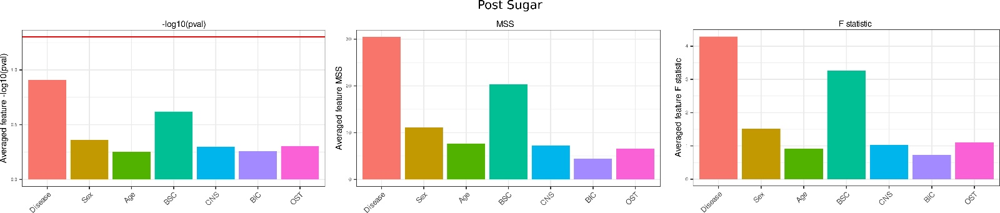 Post Sugar
-log10(pval)
Averaged feature -log10(pval)
1.0
0.5
0.0
Disease
Sex
Age
BSC
CNS
BIC
OST
MSS
Averaged feature MSS
30
20
10
0
Disease
Sex
Age
BSC
CNS
BIC
OST
F statistic
Averaged feature F statistic
4
3
2
1
0
Disease
Sex
Age
BSC
CNS
BIC
OST